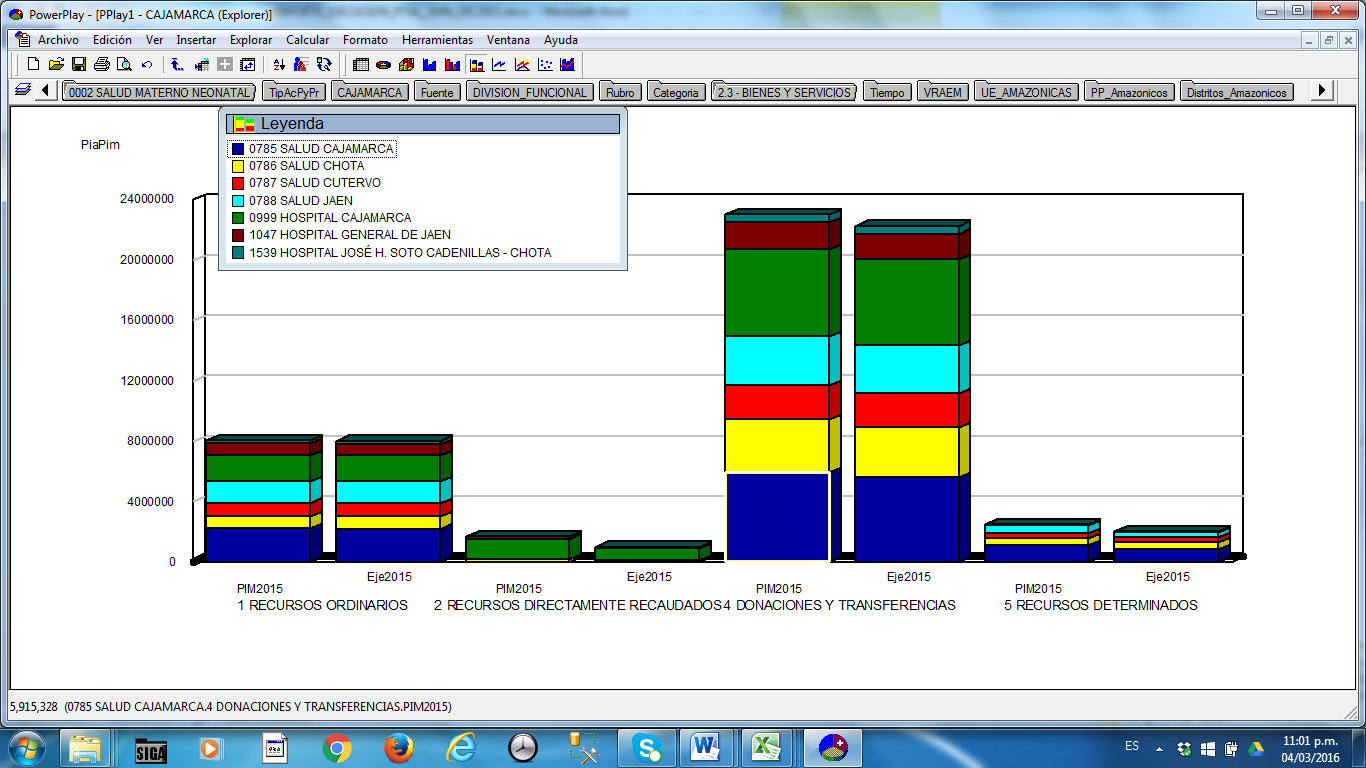 PowerPlay - [PPlay1 - CAJAMARCA (Explorer)]
Archivo Edición Ver Insertar Explorar Calcular Formato Herramientas Ventana Ayuda
0002 SALUD MATERNO NEONATAL TipAcPyPr CAJAMARCA Fuente DIVISION_FUNCIONAL Rubro Categoria 2.3 - BIENES Y SERVICIOS Tiempo VRAEM UE_AMAZONICAS PP_Amazonicos Distritos_Amazonicos
Leyenda
0785 SALUD CAJAMARCA
0786 SALUD CHOTA
0787 SALUD CUTERVO
0788 SALUD JAEN
0999 HOSPITAL CAJAMARCA
1047 HOSPITAL GENERAL DE JAEN
1539 HOSPITAL JOSÉ H. SOTO CADENILLAS - CHOTA
PiaPim
24000000
20000000
16000000
12000000
8000000
4000000
0
PIM2015 Eje2015 PIM2015 Eje2015 PIM2015 Eje2015 PIM2015 Eje2015
1 RECURSOS ORDINARIOS 2 RECURSOS DIRECTAMENTE RECAUDADOS 4 DONACIONES Y TRANSFERENCIAS 5 RECURSOS DETERMINADOS
5,915,328 (0785 SALUD CAJAMARCA.4 DONACIONES Y TRANSFERENCIAS.PIM2015)
SIGA
ES
11:01 p.m.
04/03/2016